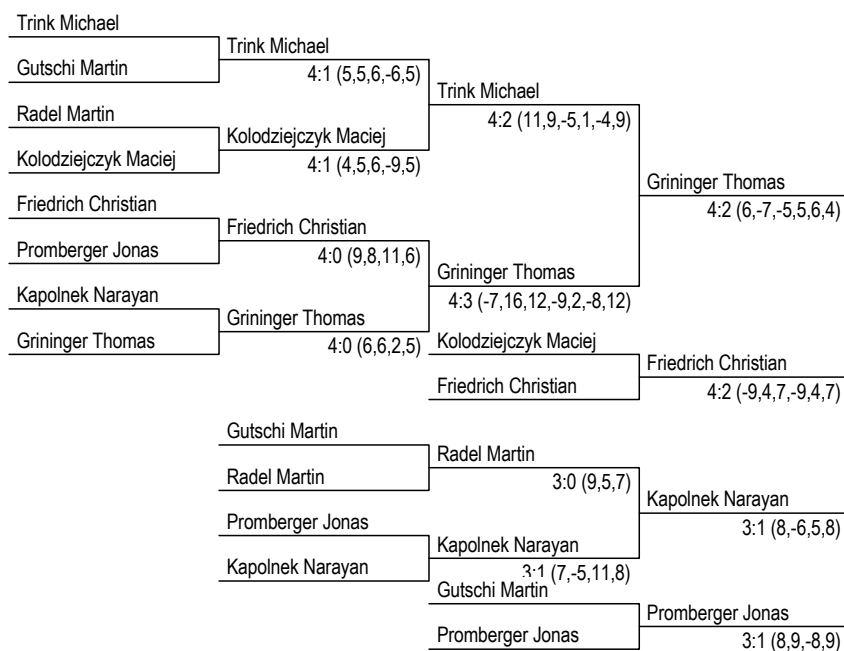 Trink Michael
Gutschi Martin
Radel Martin
Kolodziejczyk Maciej
Friedrich Christian
Promberger Jonas
Kapolnek Narayan
Grininger Thomas
Trink Michael
4:1 (5,5,6,-6,5)
Kolodziejczyk Maciej
4:1 (4,5,6,-9,5)
Friedrich Christian
4:0 (9,8,11,6)
Grininger Thomas
4:0 (6,6,2,5)
Trink Michael
4:2 (11,9,-5,1,-4,9)
Grininger Thomas
4:3 (-7,16,12,-9,2,-8,12)
Grininger Thomas
4:2 (6,-7,-5,5,6,4)
Kolodziejczyk Maciej
Friedrich Christian
Friedrich Christian
4:2 (-9,4,7,-9,4,7)
Gutschi Martin
Radel Martin
Promberger Jonas
Kapolnek Narayan
Radel Martin
3:0 (9,5,7)
Kapolnek Narayan
3:1 (7,-5,11,8)
Kapolnek Narayan
3:1 (8,-6,5,8)
Gutschi Martin
Promberger Jonas
Promberger Jonas
3:1 (8,9,-8,9)